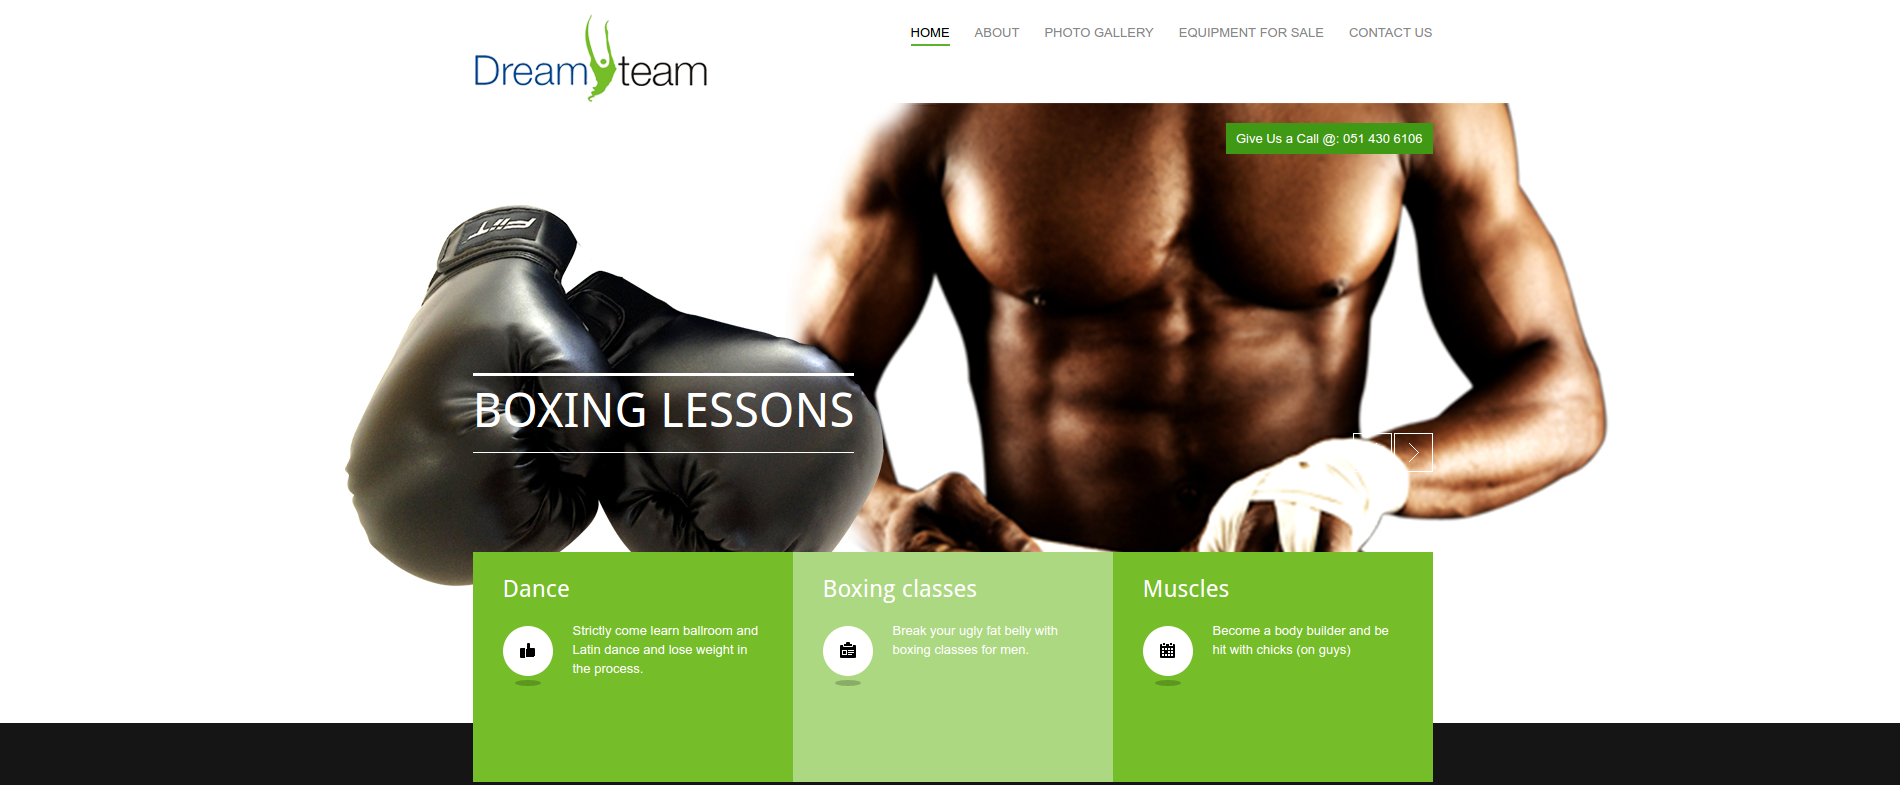 Dream team
HOME ABOUT PHOTO GALLERY EQUIPMENT FOR SALE CONTACT US
Give Us a Call @: 051 430 6106
FIIT
BOXING LESSONS
Dance
Strictly come learn ballroom and
Latin dance and lose weight in
the process.
Boxing classes
Break your ugly fat belly with
boxing classes for men.
Muscles
Become a body builder and be
hit with chicks (on guys)